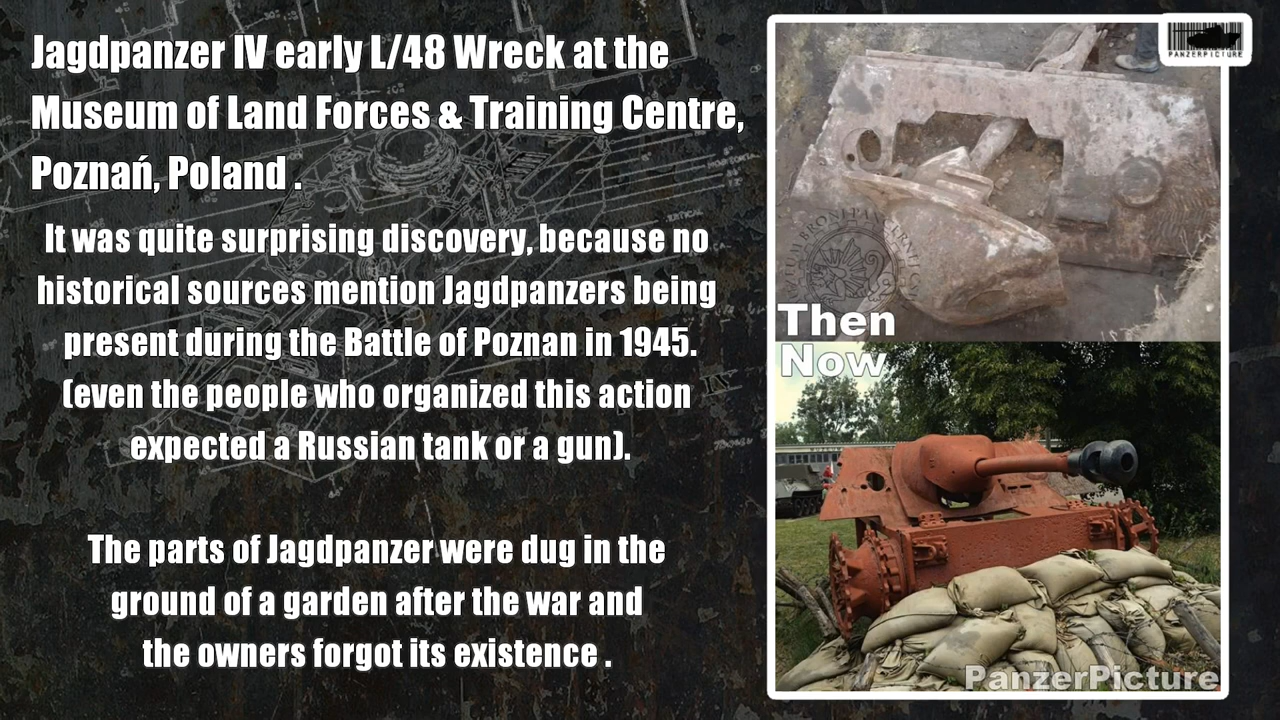 Jagdpanzer IV early L/48 Wreck at the
Museum of Land Forces & Training Centre,
Poznań, Poland .
It was quite surprising discovery, because no
historical sources mention Jagdpanzers being
present during the Battle of Poznan in 1945.
(even the people who organized this action
expected a Russian tank or a gun).
The parts of Jagdpanzer were dug in the
ground of a garden after the war and
the owners forgot its existence .
PANZERPICTURE
Then
Now
PanzerPicture